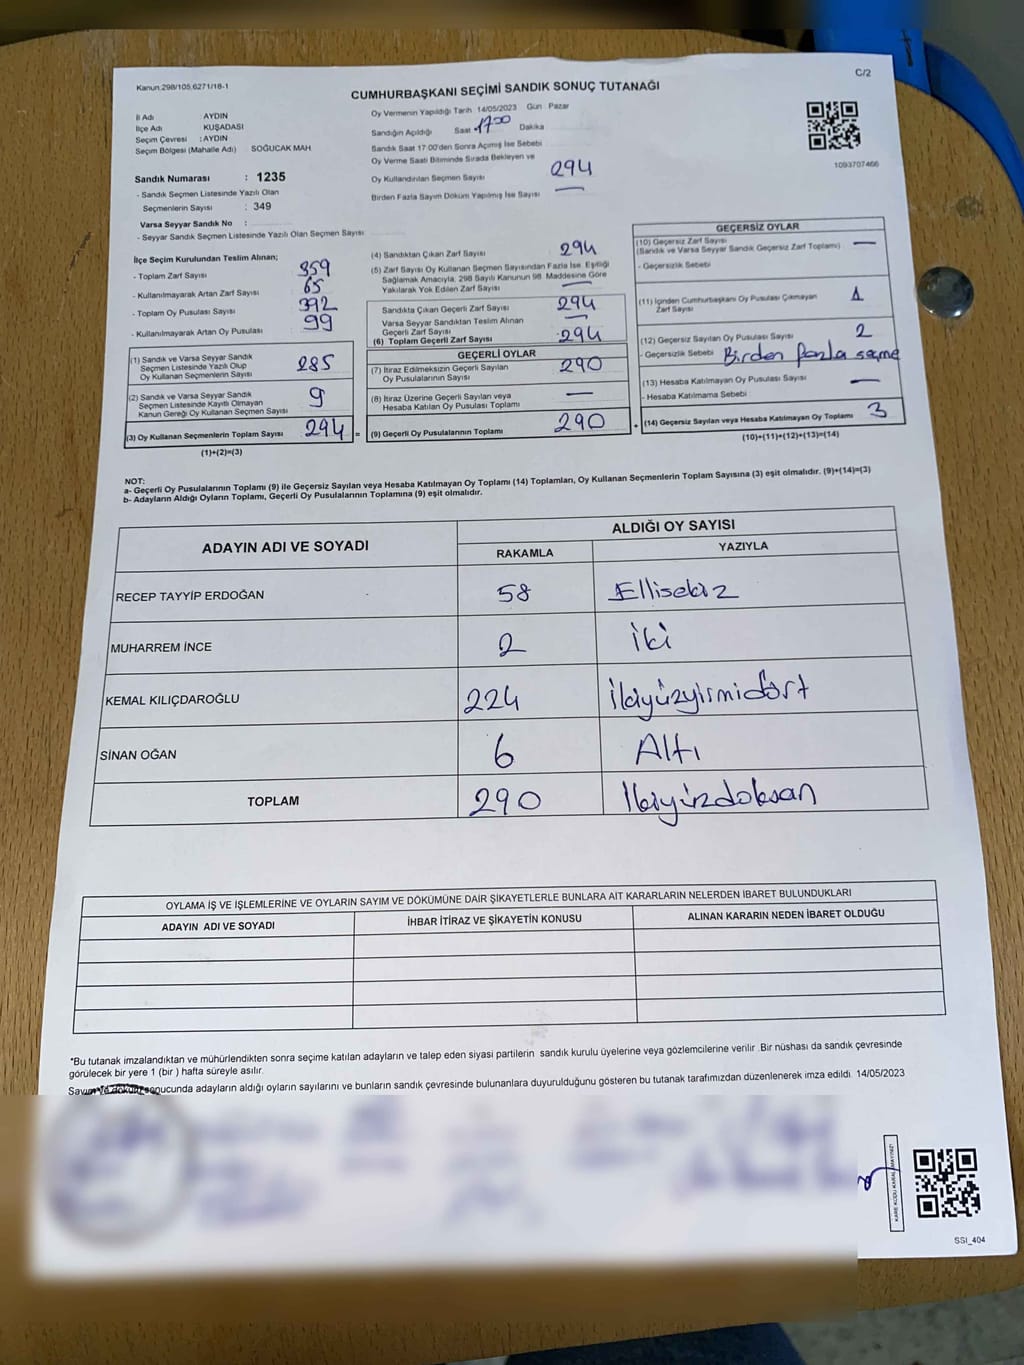 Kanun:298/105,6271/18-1
C/2
CUMHURBAŞKANI SEÇİMİ SANDIK SONUÇ TUTANAĞI
İl Adı AYDIN
İlçe Adı KUŞADASI
Seçim Çevresi : AYDIN
Seçim Bölgesi (Mahalle Adı) SOĞUCAK MAH
Oy Vermenin Yapıldığı Tarih 14/05/2023 Gün Pazar
Sandığın Açıldığı Saat 1700 Dakika
Sandık Saat 17:00'den Sonra Açımış İse Sebebi
Oy Verme Saati Bitiminde Sırada Bekleyen ve
Oy Kullandırılan Seçmen Sayısı 294
Birden Fazla Sayım Döküm Yapılmış İse Sayısı —
1093707466
Sandık Numarası : 1235
- Sandık Seçmen Listesinde Yazılı Olan
Seçmenlerin Sayısı : 349
Varsa Seyyar Sandık No :
- Seyyar Sandık Seçmen Listesinde Yazılı Olan Seçmen Sayısı
İlçe Seçim Kurulundan Teslim Alınan;
- Toplam Zarf Sayısı 359
- Kullanılmayarak Artan Zarf Sayısı 65
- Toplam Oy Pusulası Sayısı 392
- Kullanılmayarak Artan Oy Pusulası 99
(1) Sandık ve Varsa Seyyar Sandık
Seçmen Listesinde Yazılı Olup
Oy Kullanan Seçmenlerin Sayısı 285
(2) Sandık ve Varsa Seyyar Sandık
Seçmen Listesinde Kayıtlı Olmayan
Kanun Gereği Oy Kullanan Seçmen Sayısı 9
(3) Oy Kullanan Seçmenlerin Toplam Sayısı 294 =
(1)+(2)=(3)
(4) Sandıktan Çıkan Zarf Sayısı 294
(5) Zarf Sayısı Oy Kullanan Seçmen Sayısından Fazla İse, Eşitliği
Sağlamak Amacıyla, 298 Sayılı Kanunun 98. Maddesine Göre
Yakılarak Yok Edilen Zarf Sayısı —
Sandıkta Çıkan Geçerli Zarf Sayısı 294
Varsa Seyyar Sandıktan Teslim Alınan
Geçerli Zarf Sayısı —
(6) Toplam Geçerli Zarf Sayısı 294
GEÇERLİ OYLAR
(7) İtiraz Edilmeksizin Geçerli Sayılan
Oy Pusulalarının Sayısı 290
(8) İtiraz Üzerine Geçerli Sayılan veya
Hesaba Katılan Oy Pusulası Toplamı —
(9) Geçerli Oy Pusulalarının Toplamı 290 +
GEÇERSİZ OYLAR
(10) Geçersiz Zarf Sayısı
(Sandık ve Varsa Seyyar Sandık Geçersiz Zarf Toplamı) —
- Geçersizlik Sebebi
(11) İçinden Cumhurbaşkanı Oy Pusulası Çıkmayan
Zarf Sayısı 1
(12) Geçersiz Sayılan Oy Pusulası Sayısı 2
- Geçersizlik Sebebi Birden fazla seçme
(13) Hesaba Katılmayan Oy Pusulası Sayısı —
- Hesaba Katılmama Sebebi
(14) Geçersiz Sayılan veya Hesaba Katılmayan Oy Toplamı 3
(10)+(11)+(12)+(13)=(14)
NOT:
a- Geçerli Oy Pusulalarının Toplamı (9) ile Geçersiz Sayılan veya Hesaba Katılmayan Oy Toplamı (14) Toplamları, Oy Kullanan Seçmenlerin Toplam Sayısına (3) eşit olmalıdır. (9)+(14)=(3)
b- Adayların Aldığı Oyların Toplamı, Geçerli Oy Pusulalarının Toplamına (9) eşit olmalıdır.
ADAYIN ADI VE SOYADI ALDIĞI OY SAYISI
RAKAMLA YAZIYLA
RECEP TAYYİP ERDOĞAN 58 Ellisekiz
MUHARREM İNCE 2 iki
KEMAL KILIÇDAROĞLU 224 ikiyüzyirmidört
SİNAN OĞAN 6 Altı
TOPLAM 290 İkiyüzdoksan
OYLAMA İŞ VE İŞLEMLERİNE VE OYLARIN SAYIM VE DÖKÜMÜNE DAİR ŞİKAYETLERLE BUNLARA AİT KARARLARIN NELERDEN İBARET BULUNDUKLARI
ADAYIN ADI VE SOYADI İHBAR İTİRAZ VE ŞİKAYETİN KONUSU ALINAN KARARIN NEDEN İBARET OLDUĞU
*Bu tutanak imzalandıktan ve mühürlendikten sonra seçime katılan adayların ve talep eden siyasi partilerin sandık kurulu üyelerine veya gözlemcilerine verilir .Bir nüshası da sandık çevresinde
görülecek bir yere 1 (bir ) hafta süreyle asılır.
Sayım ve döküm sonucunda adayların aldığı oyların sayılarını ve bunların sandık çevresinde bulunanlara duyurulduğunu gösteren bu tutanak tarafımızdan düzenlenerek imza edildi. 14/05/2023
SSI_404